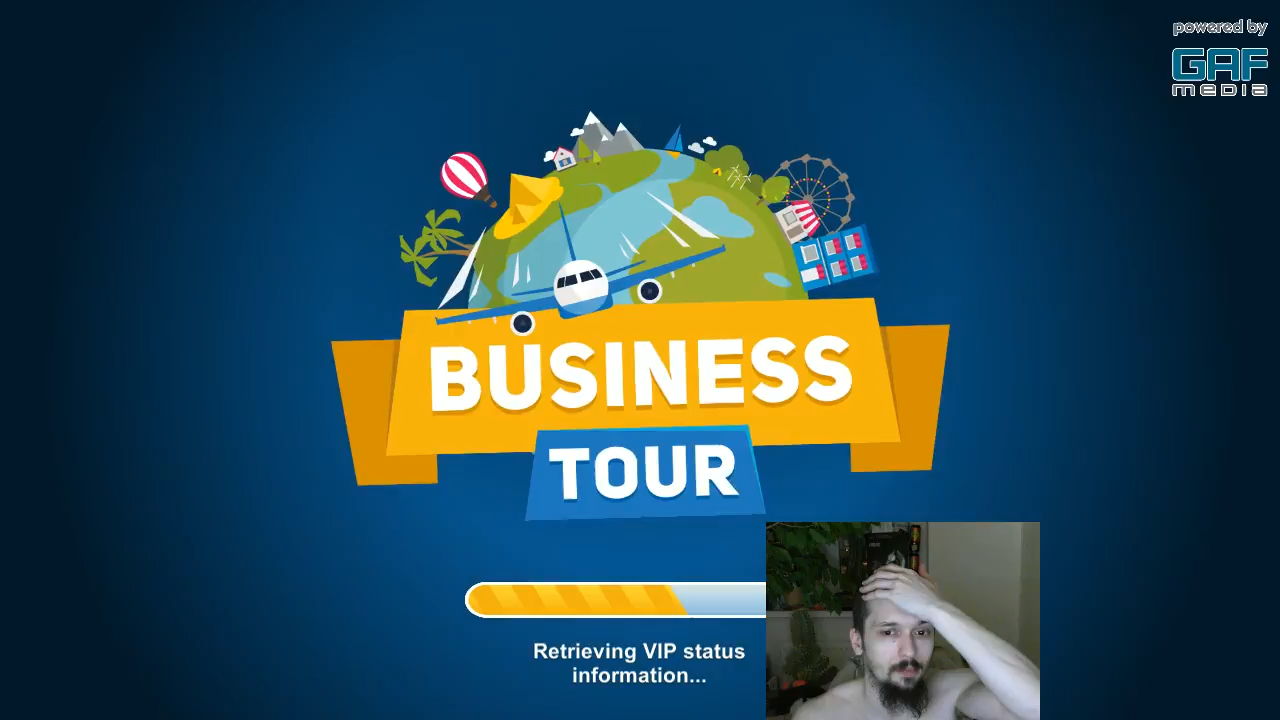 powered by
GAF
media
BUSINESS
TOUR
Retrieving VIP status
information...